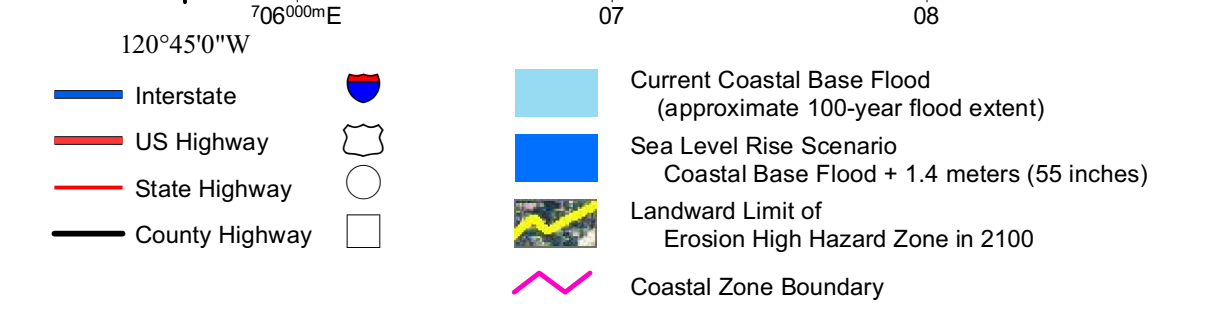 ⁷06⁰⁰⁰ᵐE
07
08
120°45'0"W
Interstate
US Highway
State Highway
County Highway
Current Coastal Base Flood
(approximate 100-year flood extent)
Sea Level Rise Scenario
Coastal Base Flood + 1.4 meters (55 inches)
Landward Limit of
Erosion High Hazard Zone in 2100
Coastal Zone Boundary